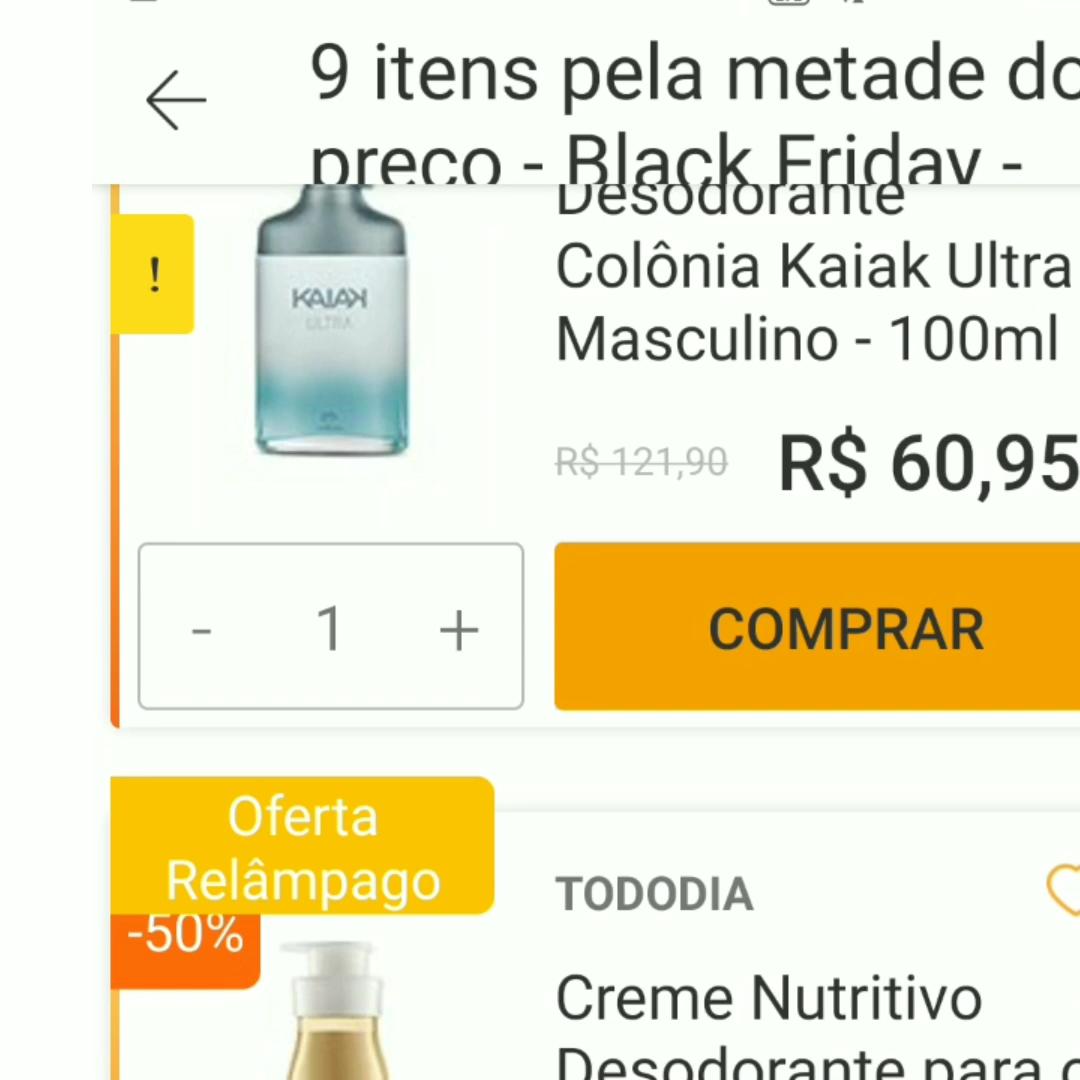 9 itens pela metade do
preço - Black Friday -
Desodorante
Colônia Kaiak Ultra
Masculino - 100ml
!
KAIAK
ULTRA
R$ 121,90
R$ 60,95
- 1 +
COMPRAR
Oferta
Relâmpago
-50%
TODODIA
Creme Nutritivo
Desodorante para